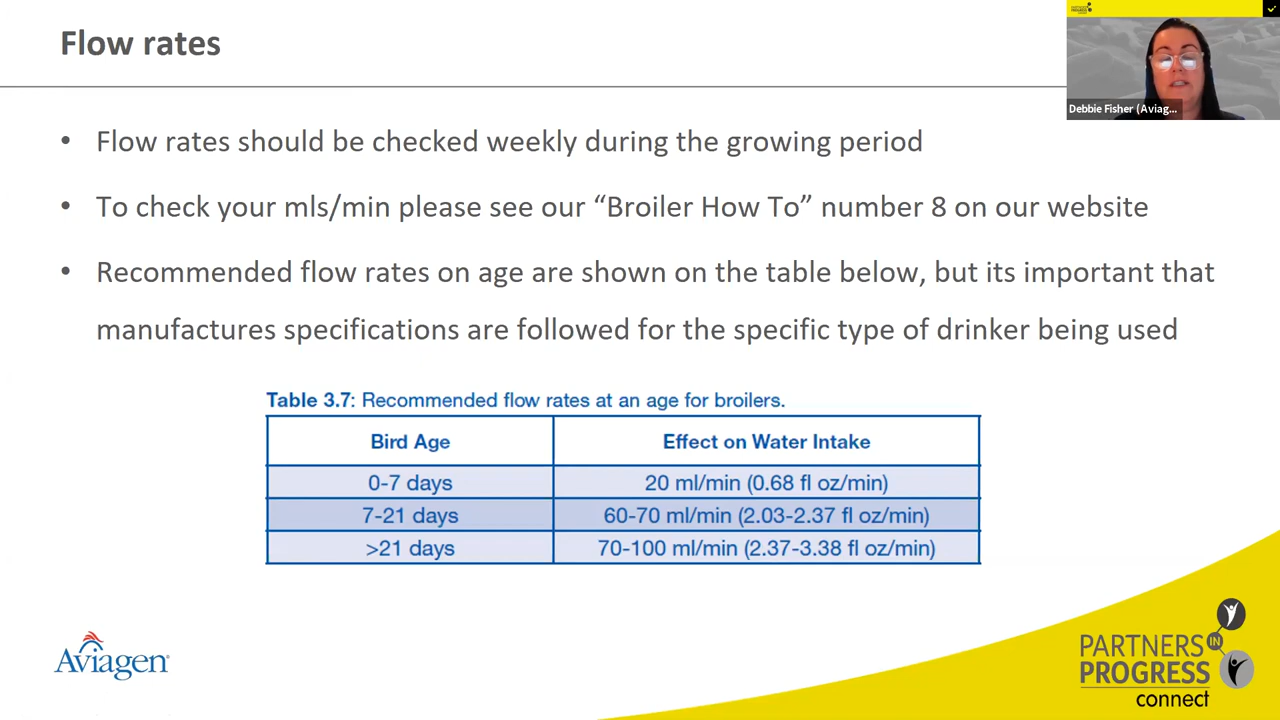 Flow rates
Debbie Fisher (Aviag...
• Flow rates should be checked weekly during the growing period
• To check your mls/min please see our “Broiler How To” number 8 on our website
• Recommended flow rates on age are shown on the table below, but its important that
manufactures specifications are followed for the specific type of drinker being used
Table 3.7: Recommended flow rates at an age for broilers.
Bird Age Effect on Water Intake
0-7 days 20 ml/min (0.68 fl oz/min)
7-21 days 60-70 ml/min (2.03-2.37 fl oz/min)
>21 days 70-100 ml/min (2.37-3.38 fl oz/min)
Aviagen
PARTNERS IN
PROGRESS
connect